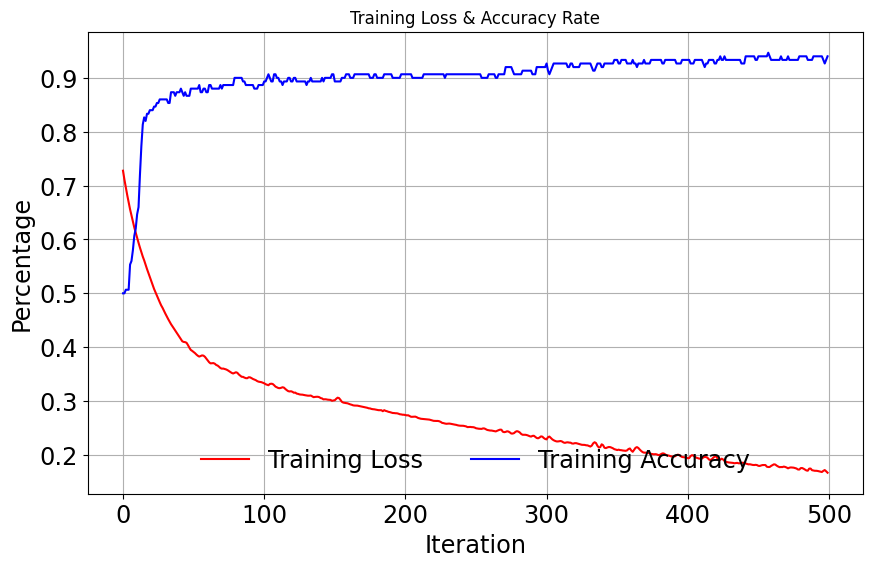 Training Loss & Accuracy Rate
0.9
0.8
0.7
0.6
0.5
0.4
0.3
0.2
Percentage
Training Loss
Training Accuracy
0 100 200 300 400 500
Iteration